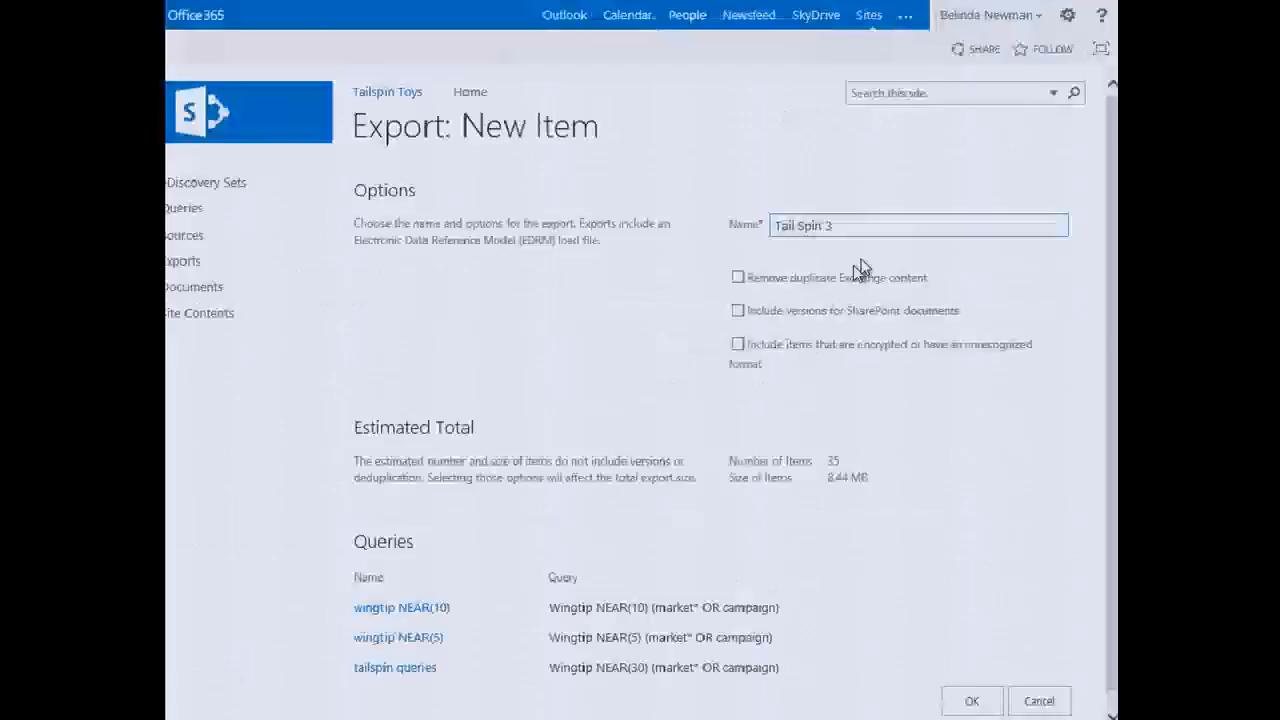 Office 365 Outlook Calendar People Newsfeed SkyDrive Sites ... Belinda Newman ?
SHARE FOLLOW
S
Tailspin Toys Home
Search this site
Export: New Item
Discovery Sets
Queries
ources
xports
Documents
ite Contents
Options
Choose the name and options for the export. Exports include an
Electronic Data Reference Model (EDRM) load file.
Name* Tail Spin 3
Remove duplicate Exchange content
Include versions for SharePoint documents
Include items that are encrypted or have an unrecognized
format
Estimated Total
The estimated number and size of items do not include versions or
deduplication. Selecting those options will affect the total export size.
Number of Items 35
Size of Items 8.44 MB
Queries
Name Query
wingtip NEAR(10) Wingtip NEAR(10) (market* OR campaign)
wingtip NEAR(5) Wingtip NEAR(5) (market* OR campaign)
tailspin queries Wingtip NEAR(30) (market* OR campaign)
OK Cancel